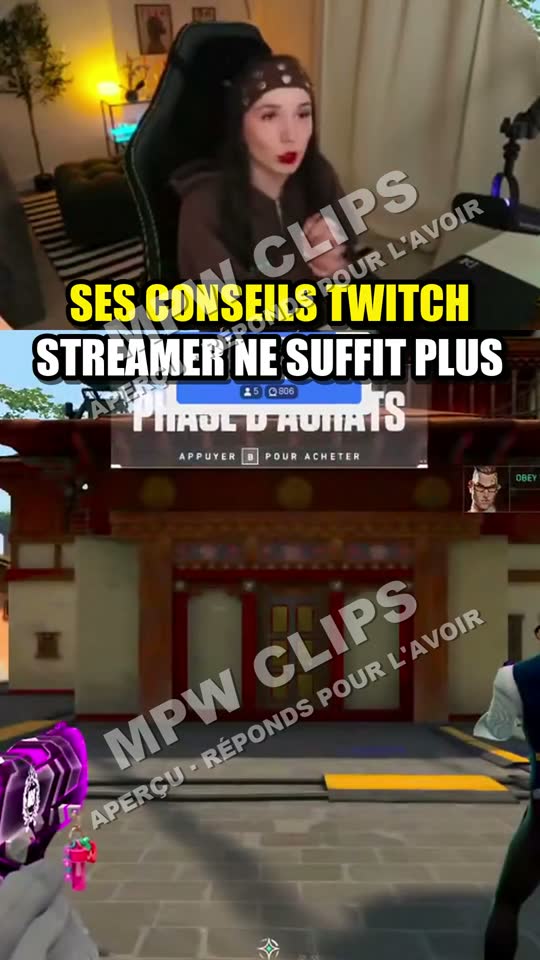 SES CONSEILS TWITCH
STREAMER NE SUFFIT PLUS
MPW CLIPS
APERÇU - RÉPONDS POUR L'AVOIR
5 806
PHASE D'ACHATS
APPUYER B POUR ACHETER
OBEY
MPW CLIPS
APERÇU - RÉPONDS POUR L'AVOIR